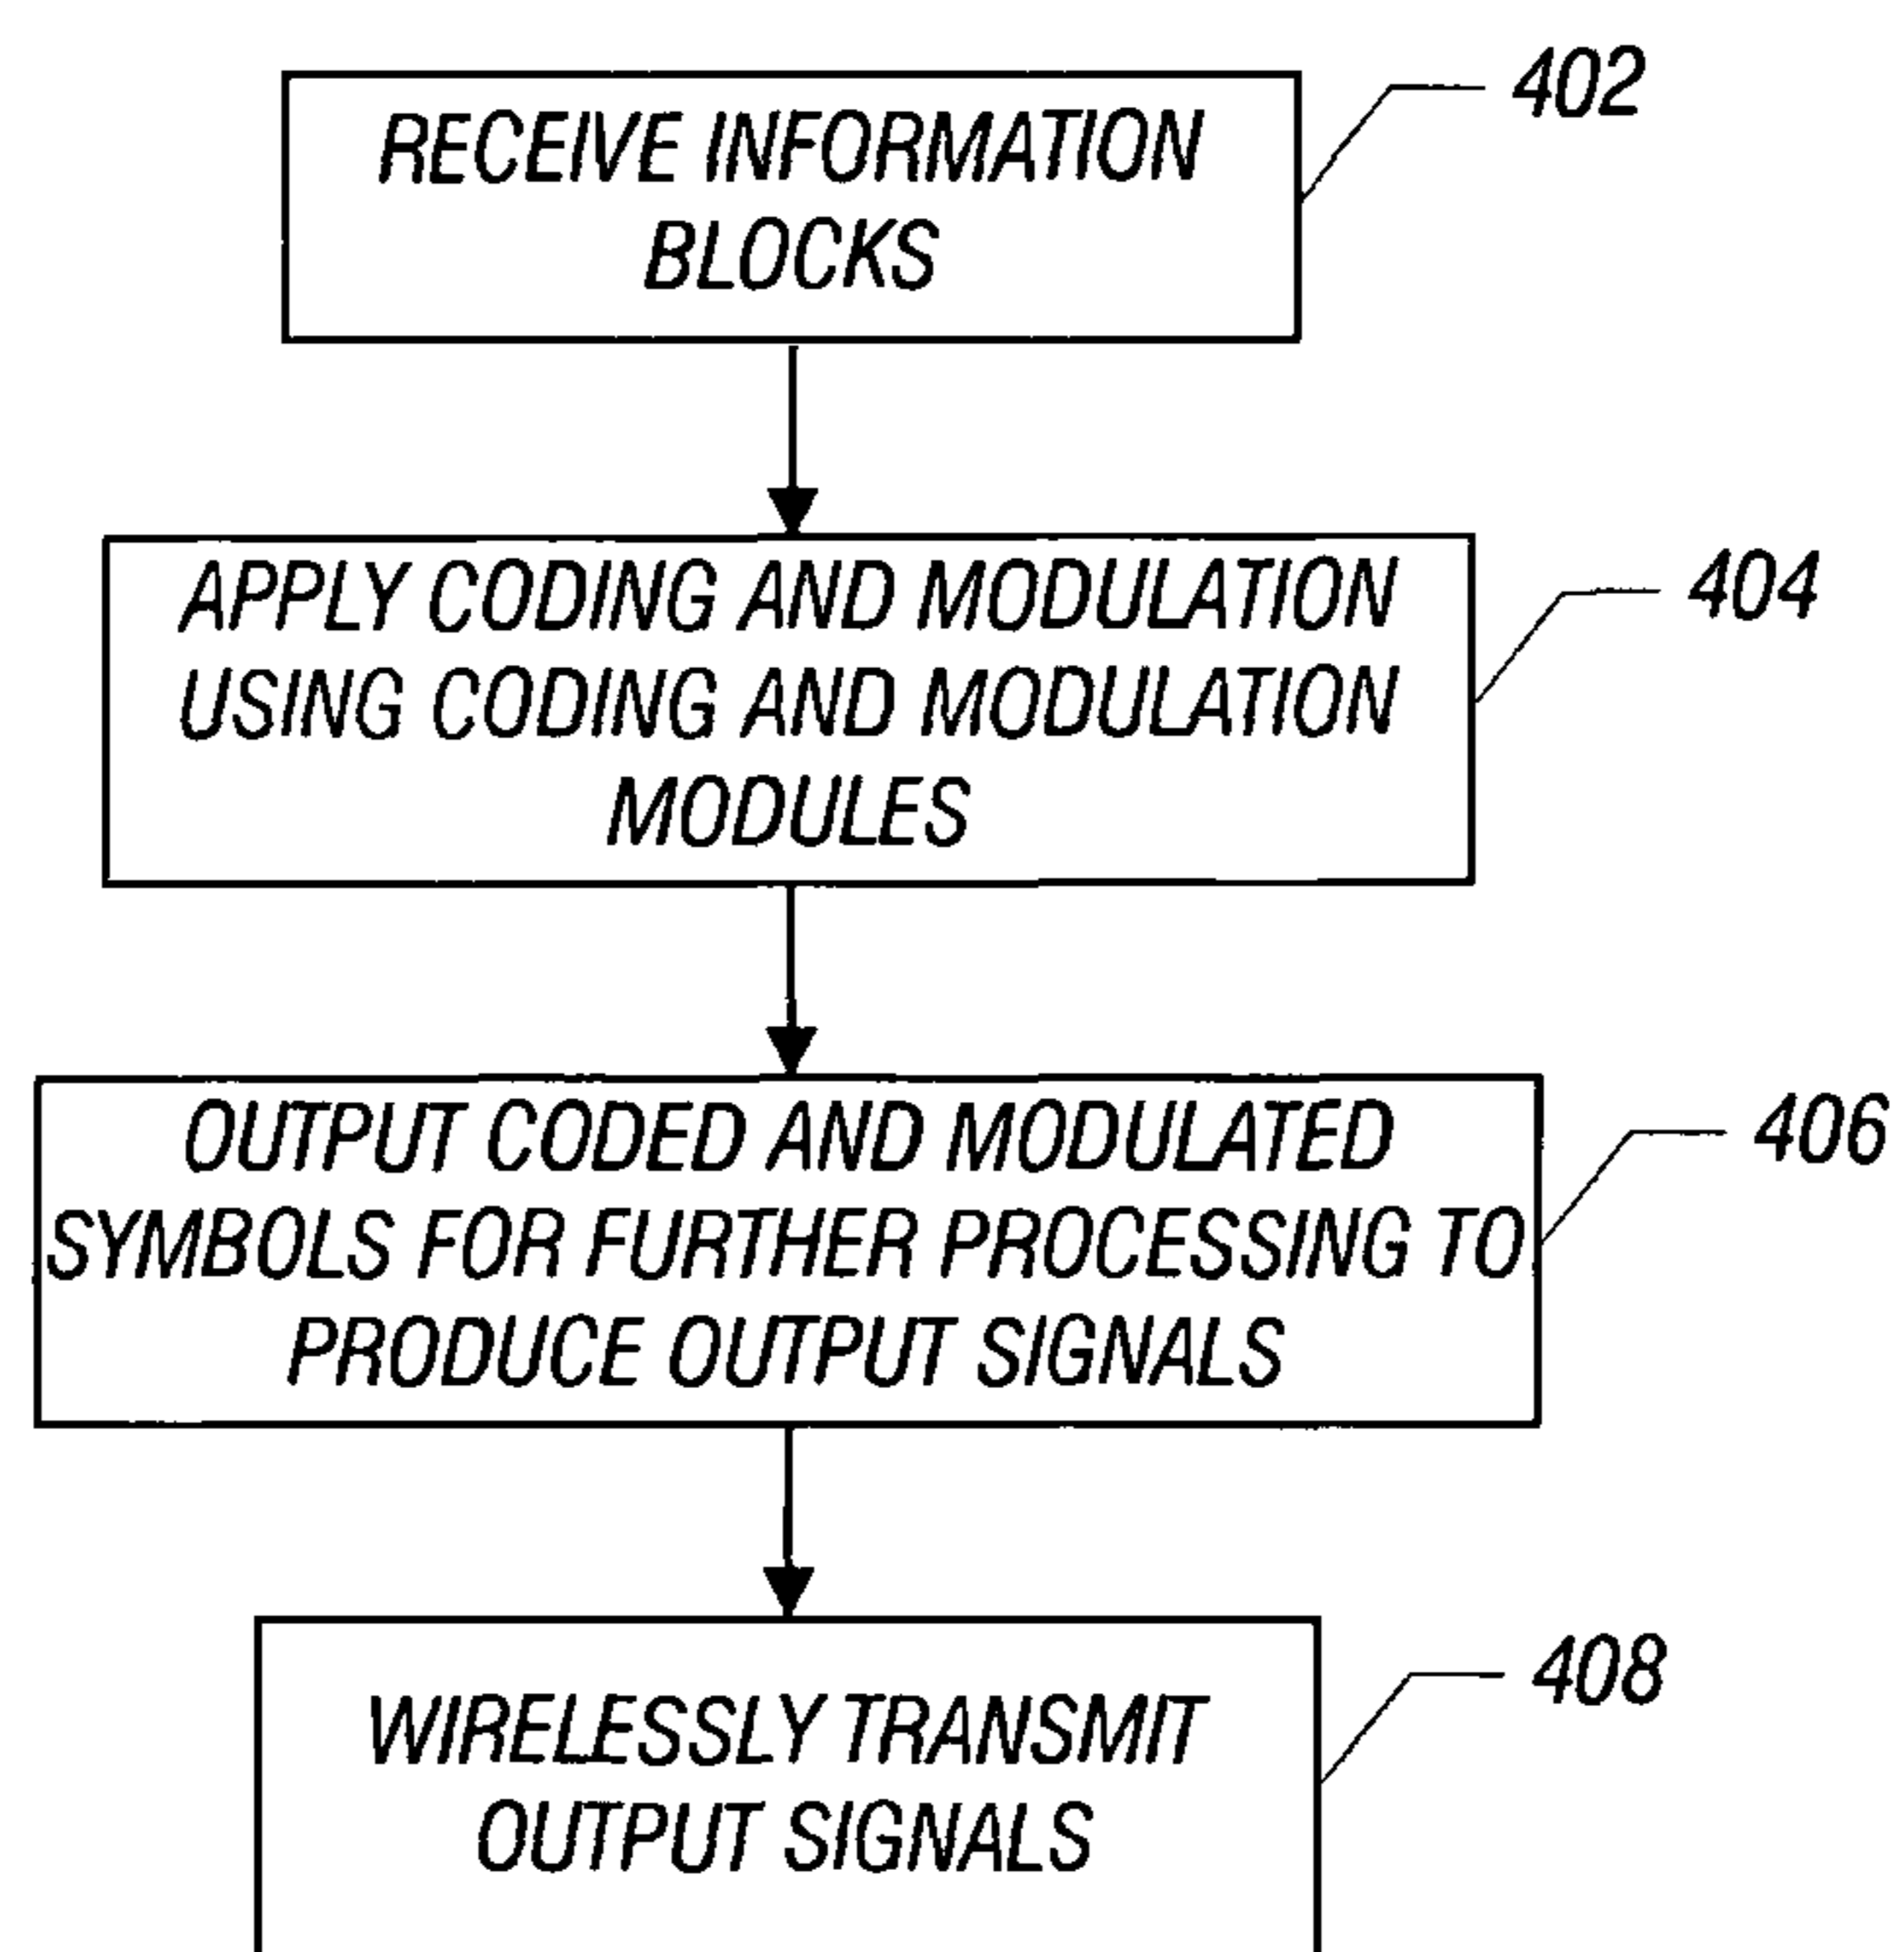 RECEIVE INFORMATION
BLOCKS
402
APPLY CODING AND MODULATION
USING CODING AND MODULATION
MODULES
404
OUTPUT CODED AND MODULATED
SYMBOLS FOR FURTHER PROCESSING TO
PRODUCE OUTPUT SIGNALS
406
WIRELESSLY TRANSMIT
OUTPUT SIGNALS
408